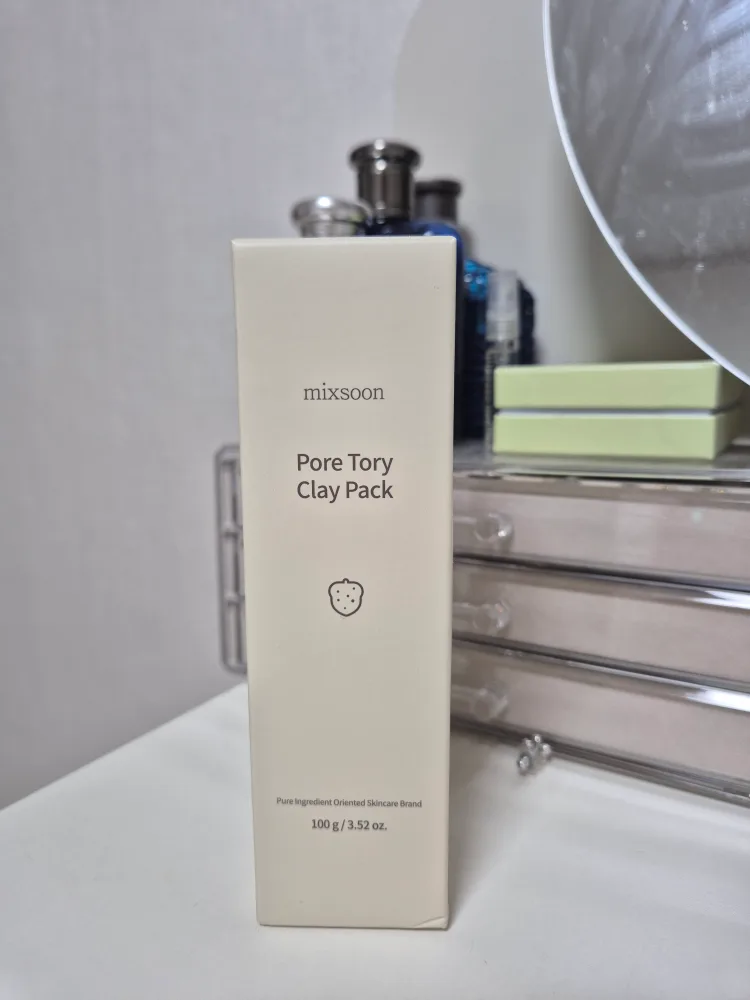 mixsoon
Pore Tory
Clay Pack
Pure Ingredient Oriented Skincare Brand
100 g / 3.52 oz.